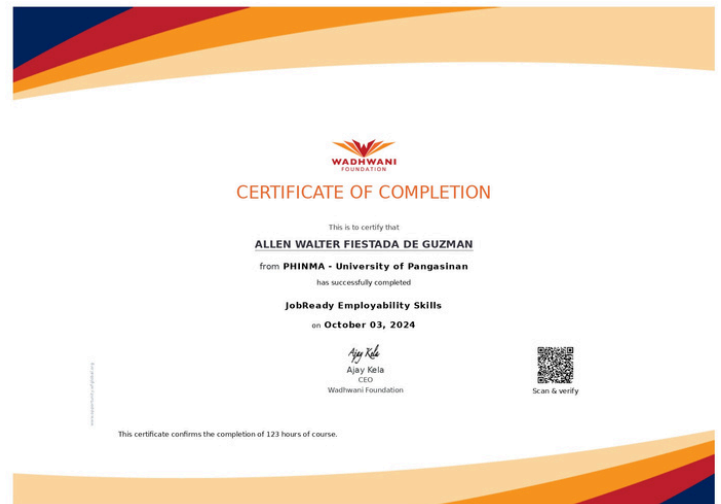 WADHWANI
FOUNDATION
CERTIFICATE OF COMPLETION
This is to certify that
ALLEN WALTER FIESTADA DE GUZMAN
from PHINMA - University of Pangasinan
has successfully completed
JobReady Employability Skills
on October 03, 2024
Ajay Kela
Ajay Kela
CEO
Wadhwani Foundation
Scan & verify
This certificate confirms the completion of 123 hours of course.